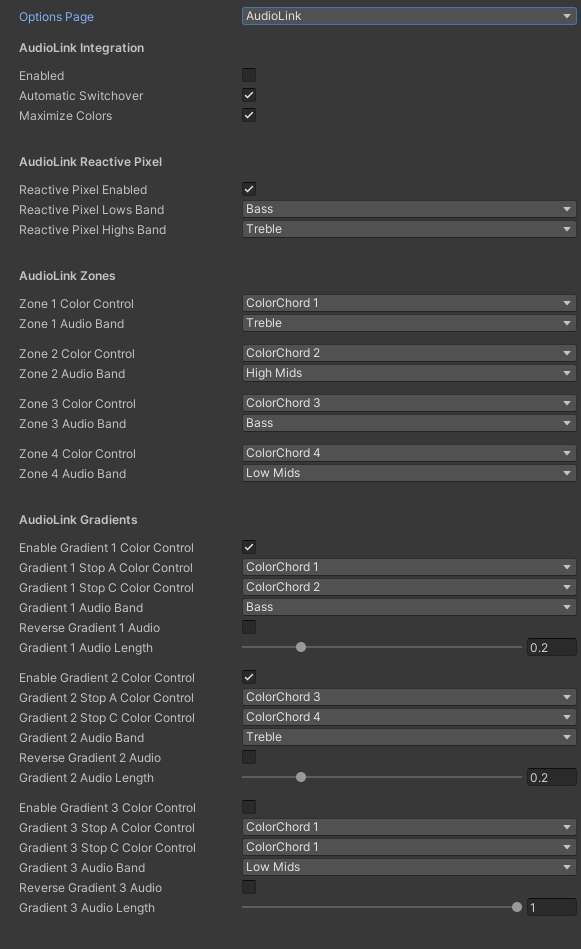 Options Page AudioLink
AudioLink Integration
Enabled
Automatic Switchover
Maximize Colors
AudioLink Reactive Pixel
Reactive Pixel Enabled
Reactive Pixel Lows Band Bass
Reactive Pixel Highs Band Treble
AudioLink Zones
Zone 1 Color Control ColorChord 1
Zone 1 Audio Band Treble
Zone 2 Color Control ColorChord 2
Zone 2 Audio Band High Mids
Zone 3 Color Control ColorChord 3
Zone 3 Audio Band Bass
Zone 4 Color Control ColorChord 4
Zone 4 Audio Band Low Mids
AudioLink Gradients
Enable Gradient 1 Color Control
Gradient 1 Stop A Color Control ColorChord 1
Gradient 1 Stop C Color Control ColorChord 2
Gradient 1 Audio Band Bass
Reverse Gradient 1 Audio
Gradient 1 Audio Length 0.2
Enable Gradient 2 Color Control
Gradient 2 Stop A Color Control ColorChord 3
Gradient 2 Stop C Color Control ColorChord 4
Gradient 2 Audio Band Treble
Reverse Gradient 2 Audio
Gradient 2 Audio Length 0.2
Enable Gradient 3 Color Control
Gradient 3 Stop A Color Control ColorChord 1
Gradient 3 Stop C Color Control ColorChord 1
Gradient 3 Audio Band Low Mids
Reverse Gradient 3 Audio
Gradient 3 Audio Length 1